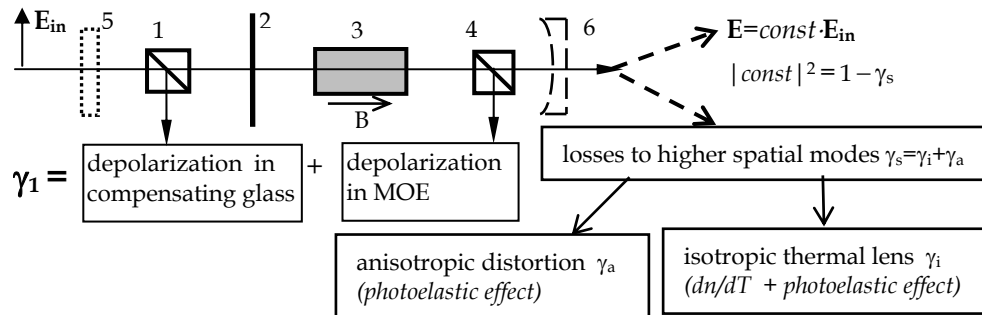 E_in
5
1
2
3
4
6
E=const·E_in
|const|² = 1 − γ_s
B
γ₁ =
depolarization in
compensating glass
+
depolarization
in MOE
losses to higher spatial modes γ_s=γ_i+γ_a
anisotropic distortion γ_a
(photoelastic effect)
isotropic thermal lens γ_i
(dn/dT + photoelastic effect)